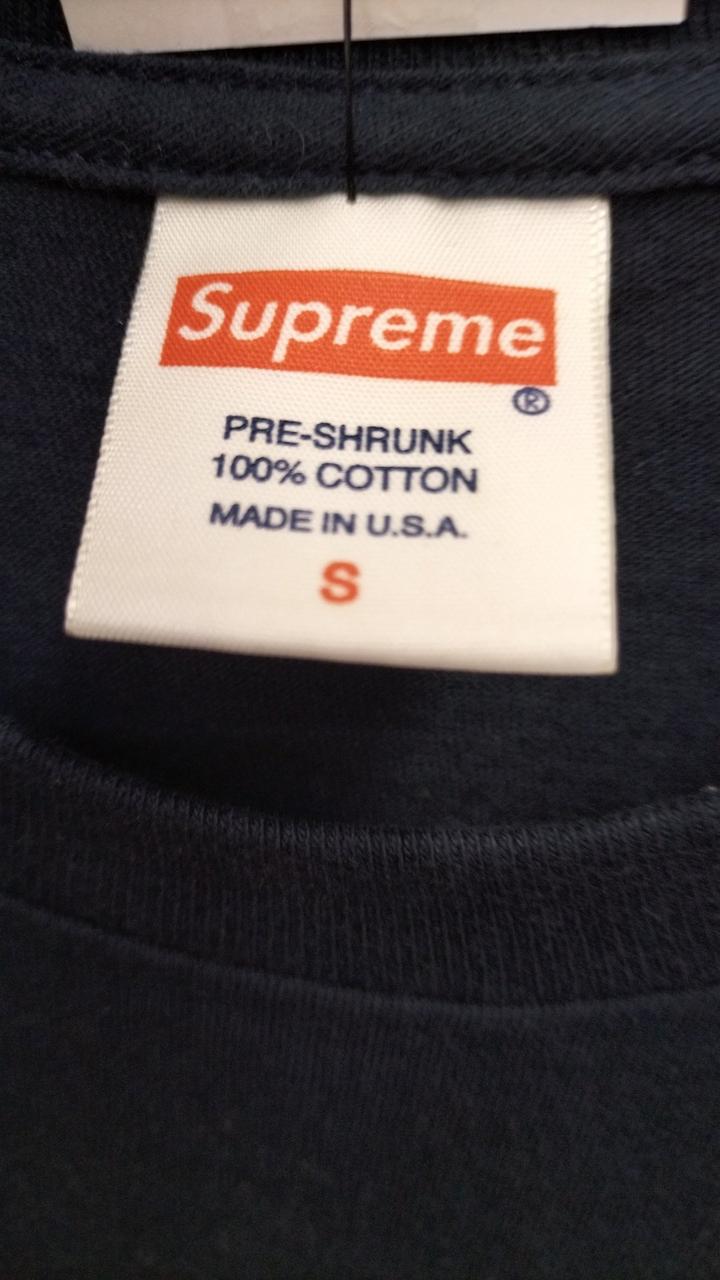 Supreme
®
PRE-SHRUNK
100% COTTON
MADE IN U.S.A.
S